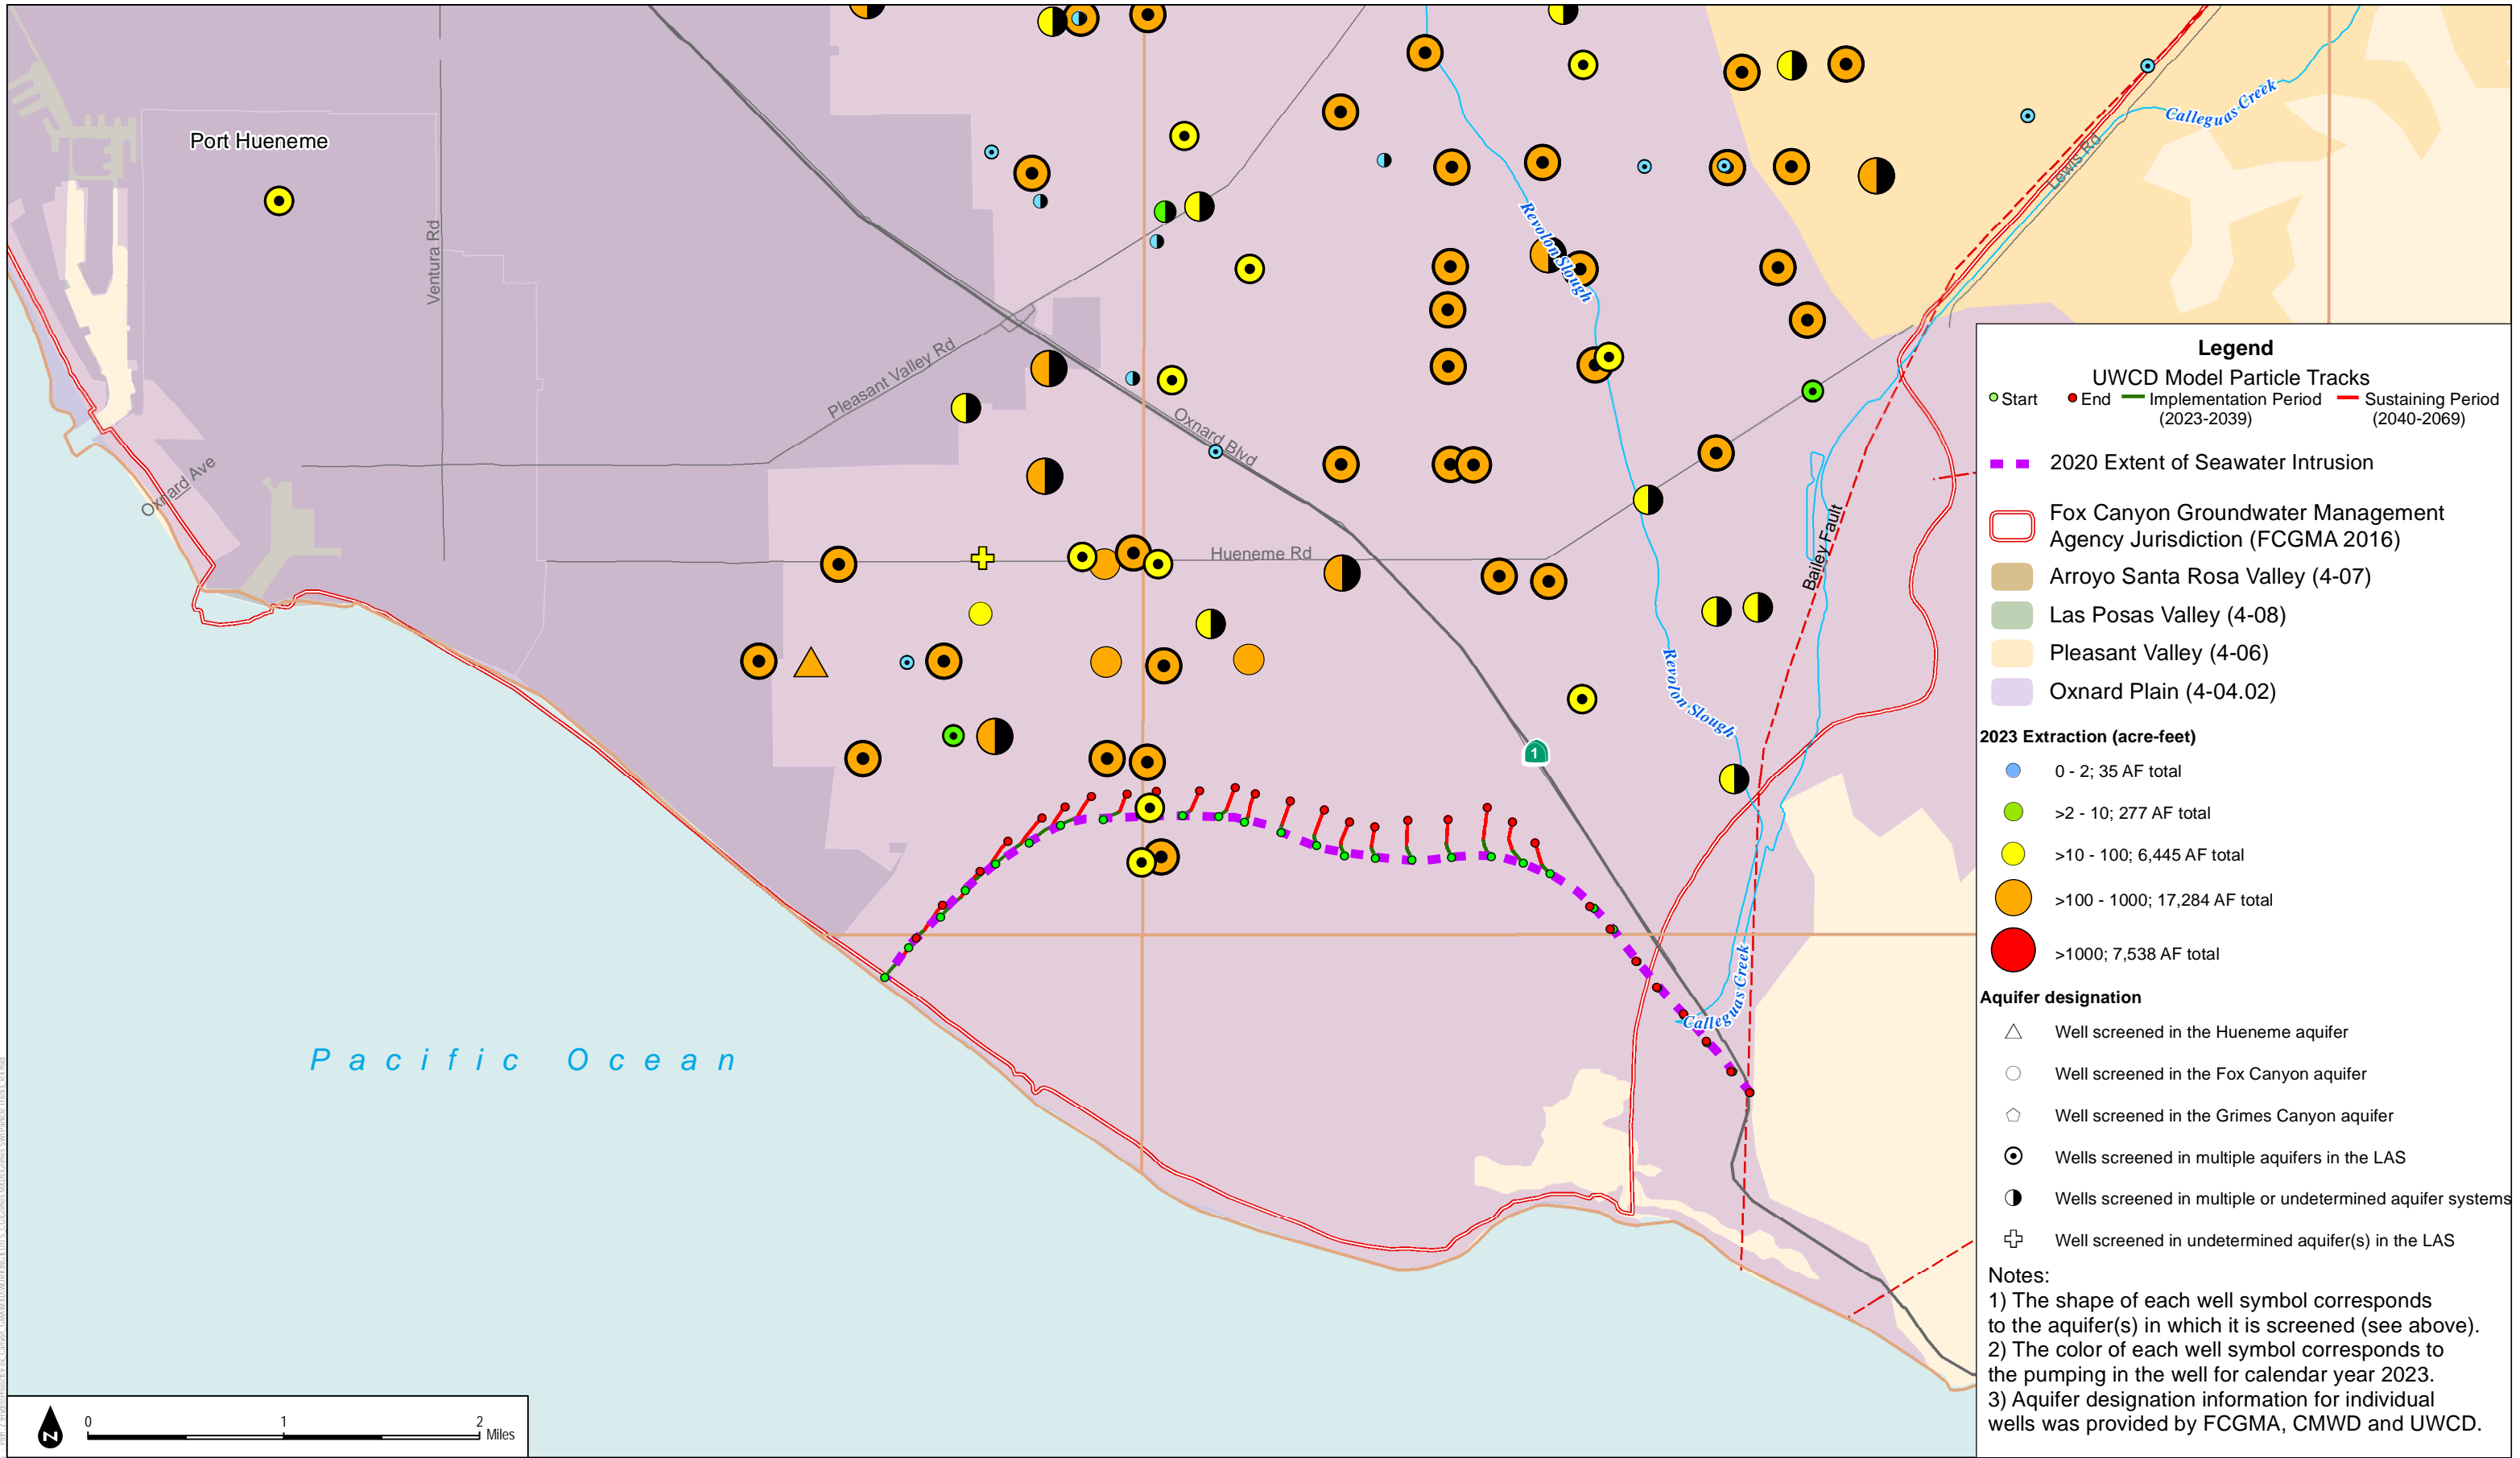 Port Hueneme
Ventura Rd
Oxnard Ave
Pleasant Valley Rd
Oxnard Blvd
Hueneme Rd
Revolon Slough
Revolon Slough
Calleguas Creek
Lewis Rd
Bailey Fault
1
Calleguas Creek
Pacific Ocean
N
0 1 2
Miles
Legend
UWCD Model Particle Tracks
Start End Implementation Period Sustaining Period
(2023-2039) (2040-2069)
2020 Extent of Seawater Intrusion
Fox Canyon Groundwater Management
Agency Jurisdiction (FCGMA 2016)
Arroyo Santa Rosa Valley (4-07)
Las Posas Valley (4-08)
Pleasant Valley (4-06)
Oxnard Plain (4-04.02)
2023 Extraction (acre-feet)
0 - 2; 35 AF total
>2 - 10; 277 AF total
>10 - 100; 6,445 AF total
>100 - 1000; 17,284 AF total
>1000; 7,538 AF total
Aquifer designation
Well screened in the Hueneme aquifer
Well screened in the Fox Canyon aquifer
Well screened in the Grimes Canyon aquifer
Wells screened in multiple aquifers in the LAS
Wells screened in multiple or undetermined aquifer systems
Well screened in undetermined aquifer(s) in the LAS
Notes:
1) The shape of each well symbol corresponds
to the aquifer(s) in which it is screened (see above).
2) The color of each well symbol corresponds to
the pumping in the well for calendar year 2023.
3) Aquifer designation information for individual
wells was provided by FCGMA, CMWD and UWCD.